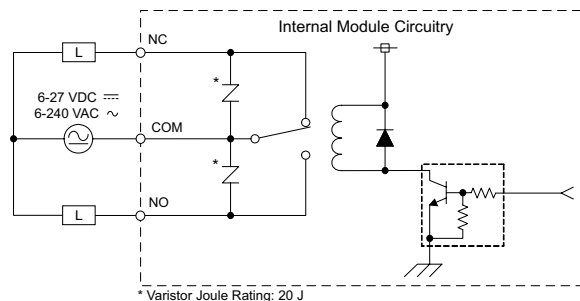 Internal Module Circuitry
L
NC
*
6-27 VDC ⎓
6-240 VAC ∿
COM
*
L
NO
* Varistor Joule Rating: 20 J